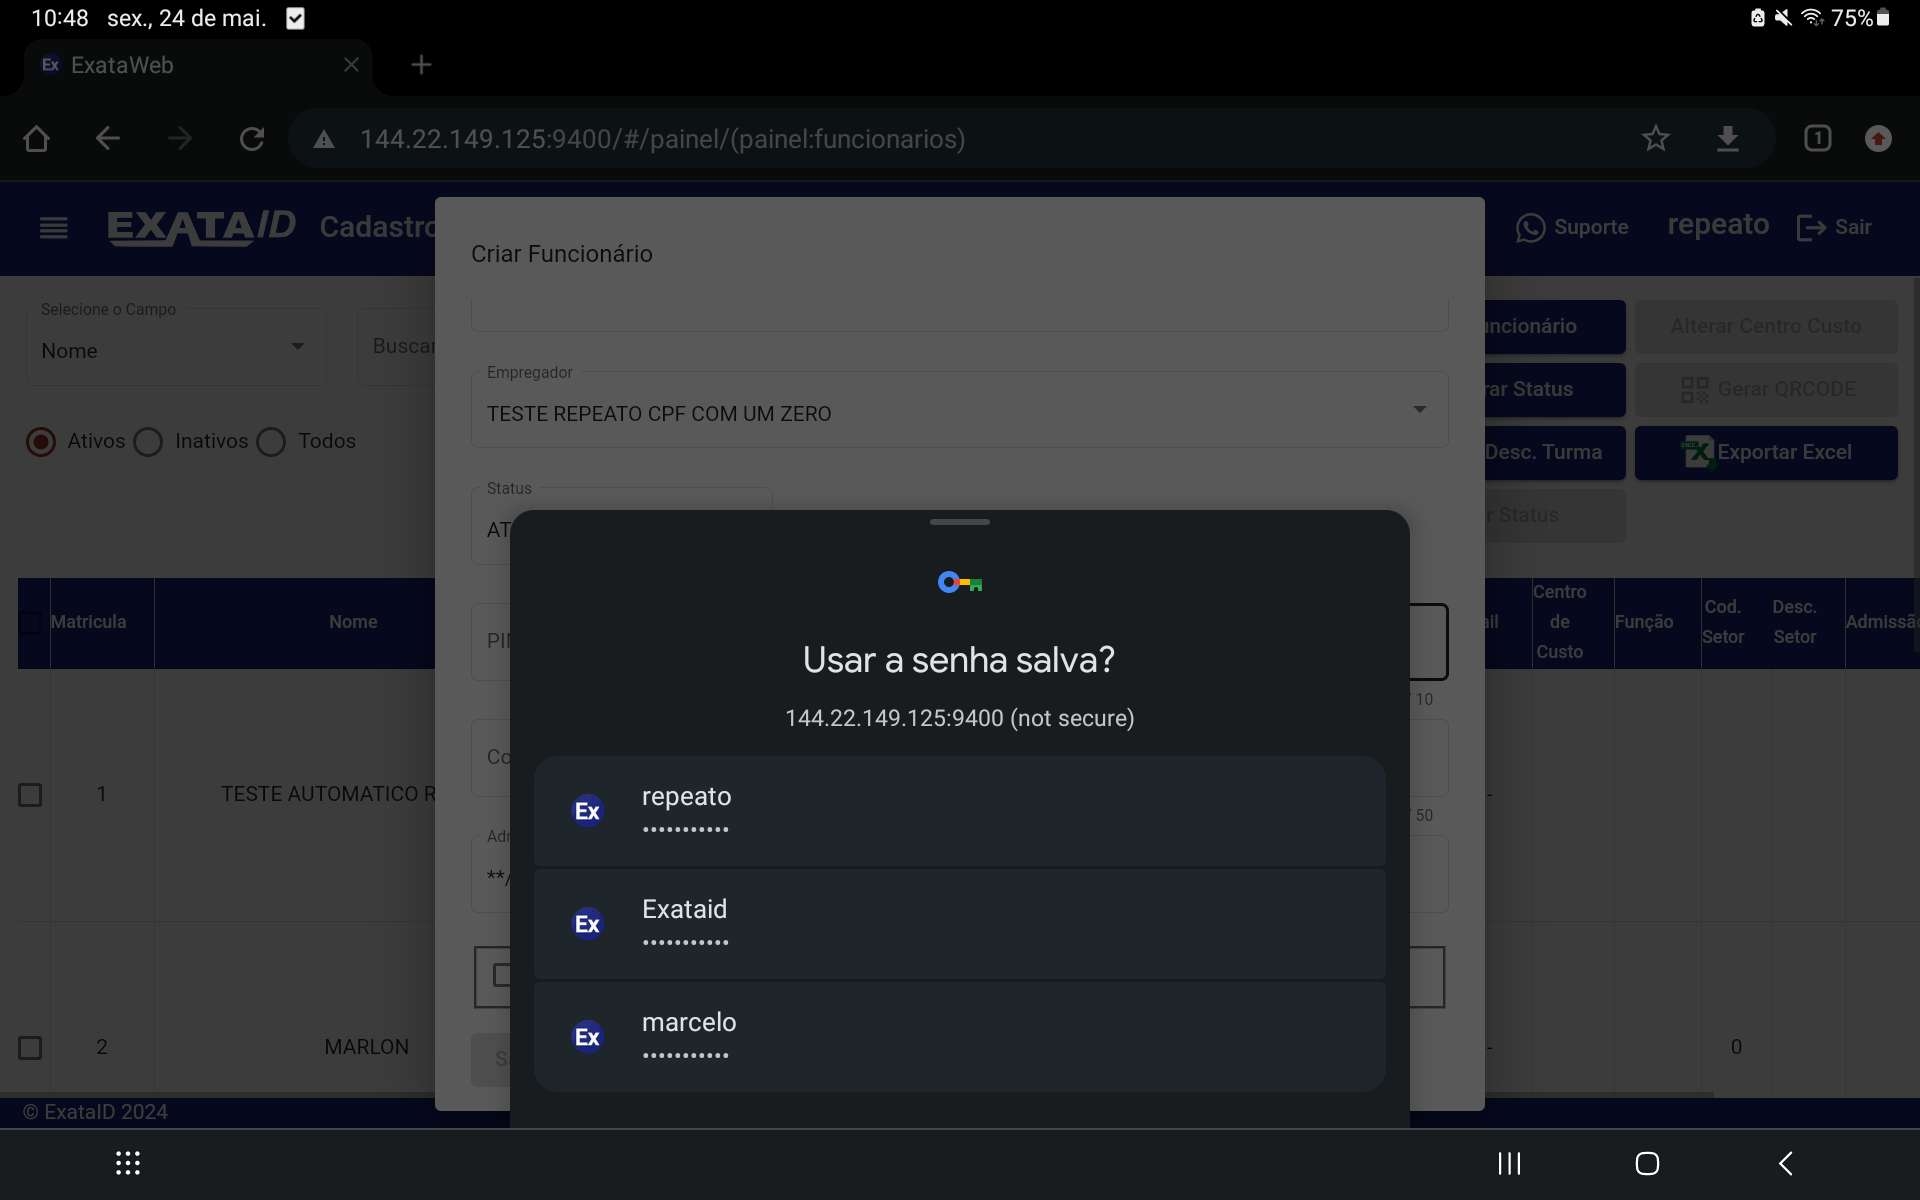 10:48 sex., 24 de mai. 75%
Ex ExataWeb
144.22.149.125:9400/#/painel/(painel:funcionarios) 1
EXATAID Cadastro Suporte repeato Sair
Criar Funcionário
Selecione o Campo
Nome
Buscar
Ativos Inativos Todos
Empregador
TESTE REPEATO CPF COM UM ZERO
Status
AT
ncionário Alterar Centro Custo
rar Status Gerar QRCODE
Desc. Turma Exportar Excel
r Status
PI
10
Co
50
Adr
**/
S
Usar a senha salva?
144.22.149.125:9400 (not secure)
Ex repeato
•••••••••••
Ex Exataid
•••••••••••
Ex marcelo
•••••••••••
Matricula Nome ail Centro de Custo Função Cod. Setor Desc. Setor Admissã
1 TESTE AUTOMATICO R -
2 MARLON - 0
© ExataID 2024